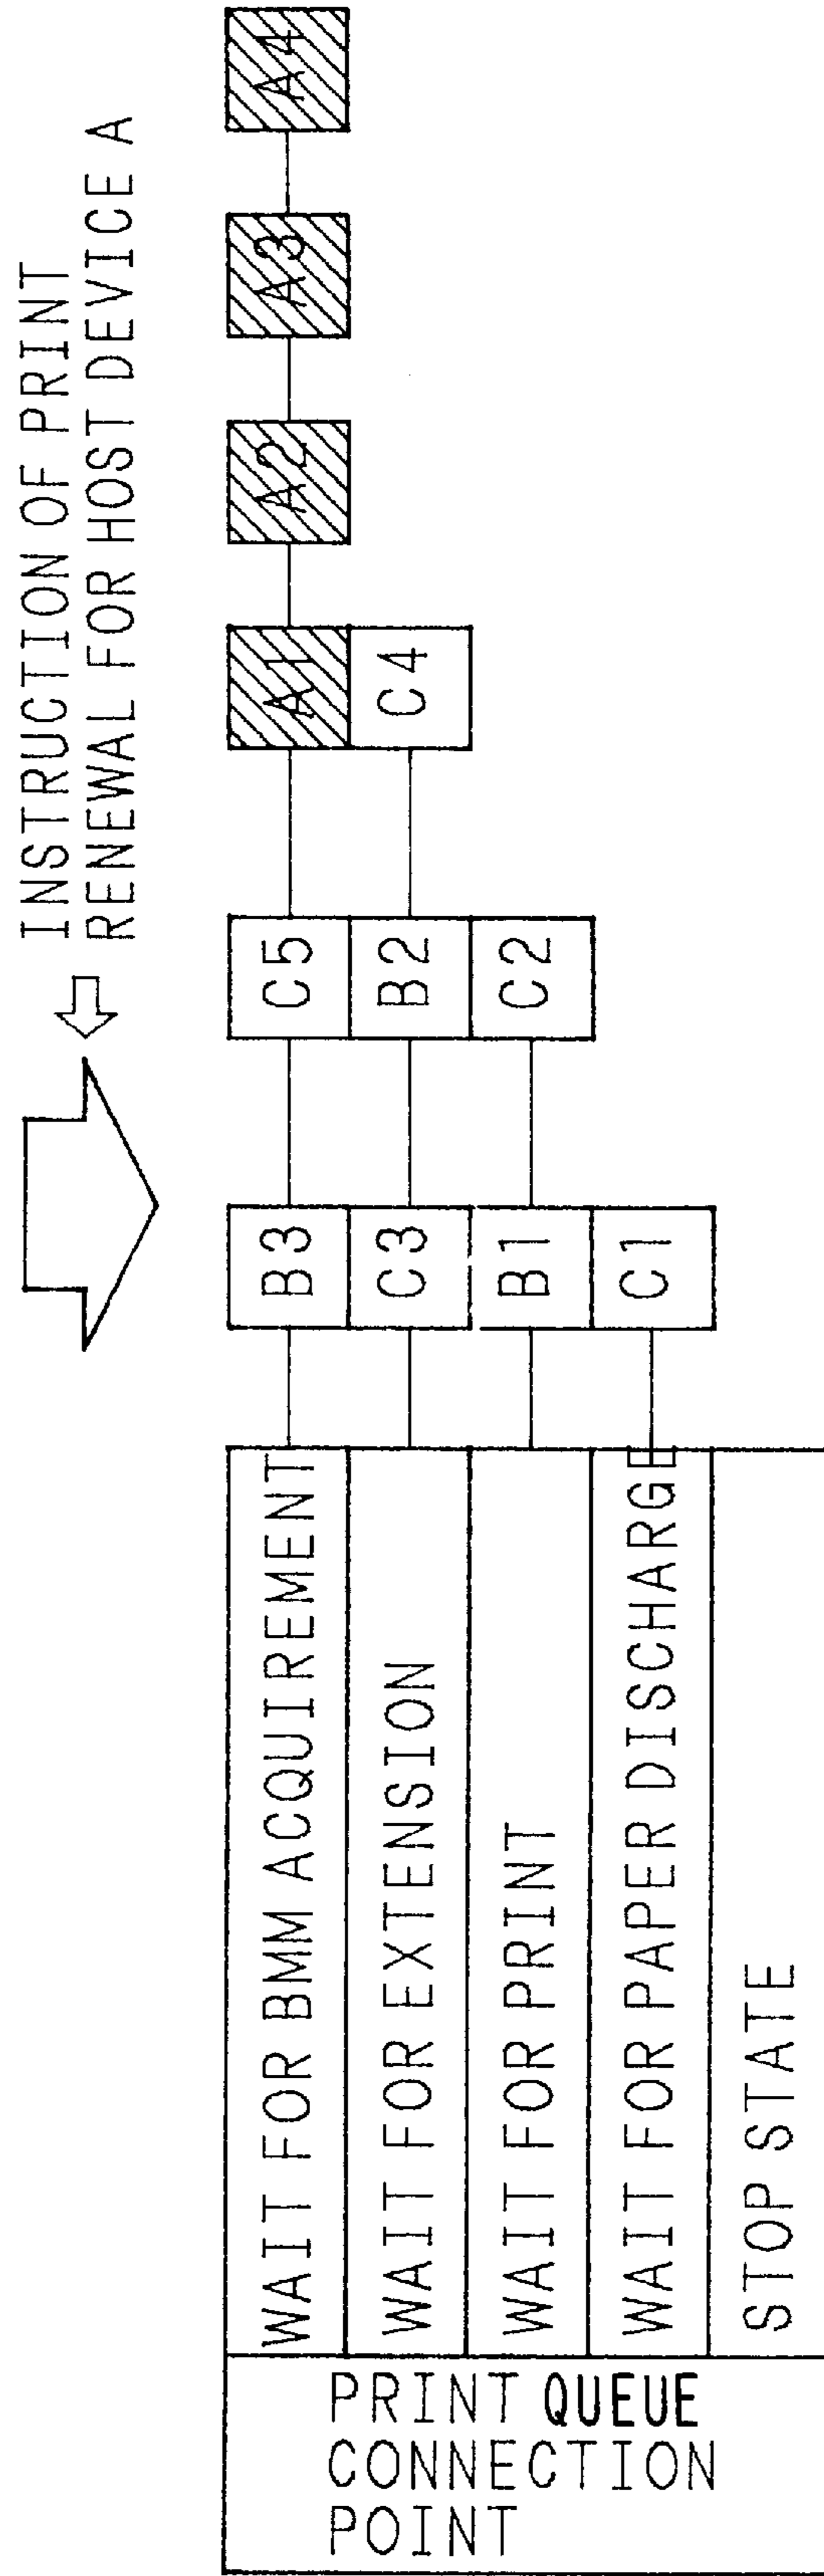 INSTRUCTION OF PRINT
RENEWAL FOR HOST DEVICE A
PRINT QUEUE
CONNECTION
POINT
WAIT FOR BMM ACQUIREMENT
B3
C5
A1
A2
A3
A4
WAIT FOR EXTENSION
C3
B2
C4
WAIT FOR PRINT
B1
C2
WAIT FOR PAPER DISCHARGE
C1
STOP STATE